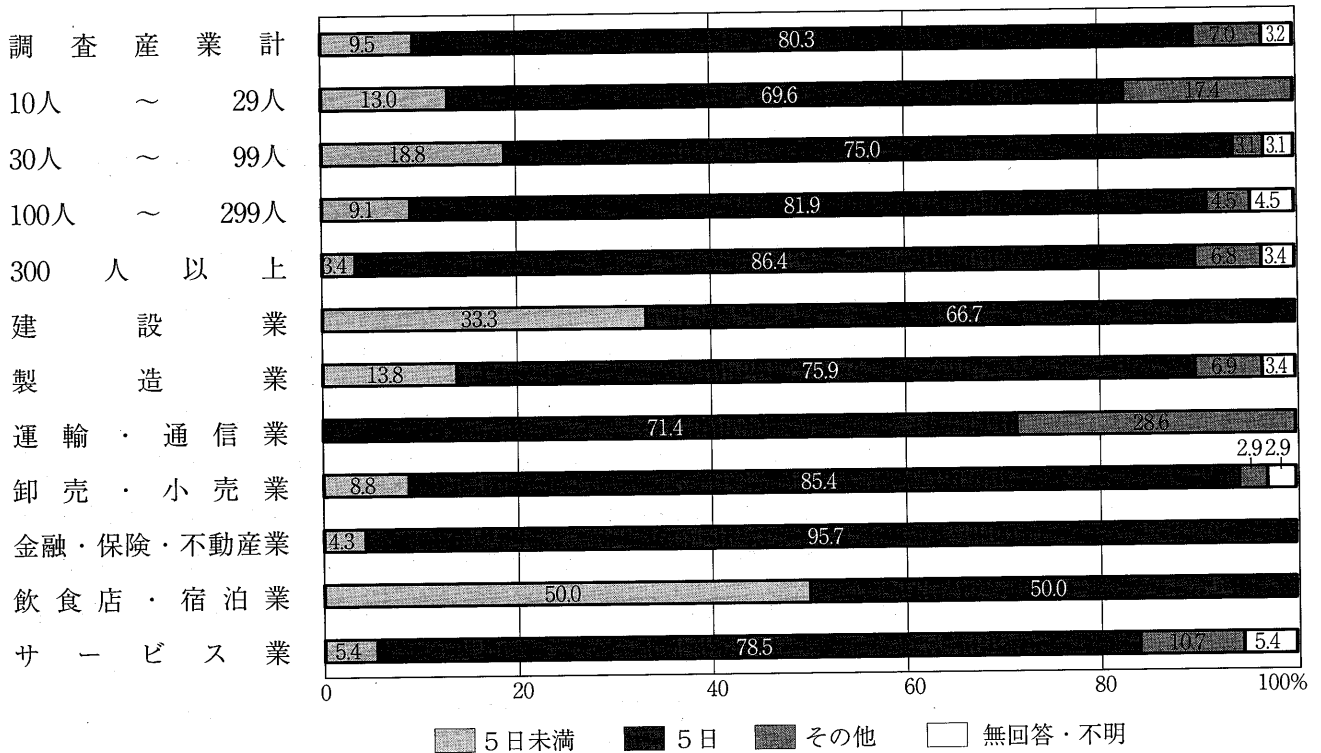 調査産業計 9.5 80.3 7.0 3.2
10人 ～ 29人 13.0 69.6 17.4
30人 ～ 99人 18.8 75.0 3.1 3.1
100人 ～ 299人 9.1 81.9 4.5 4.5
300人以上 3.4 86.4 6.8 3.4
建設業 33.3 66.7
製造業 13.8 75.9 6.9 3.4
運輸・通信業 71.4 28.6
卸売・小売業 8.8 85.4 2.9 2.9
金融・保険・不動産業 4.3 95.7
飲食店・宿泊業 50.0 50.0
サービス業 5.4 78.5 10.7 5.4
0 20 40 60 80 100%
5日未満 5日 その他 無回答・不明